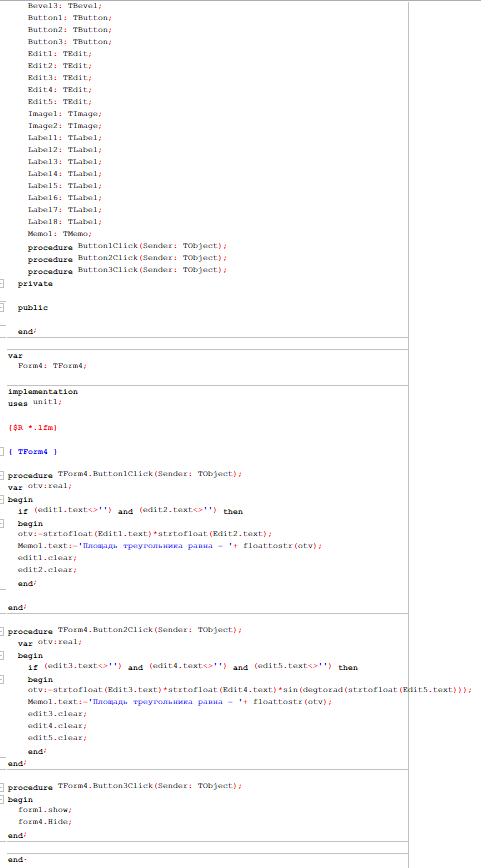 Bevel3: TBevel;
Button1: TButton;
Button2: TButton;
Button3: TButton;
Edit1: TEdit;
Edit2: TEdit;
Edit3: TEdit;
Edit4: TEdit;
Edit5: TEdit;
Image1: TImage;
Image2: TImage;
Label1: TLabel;
Label2: TLabel;
Label3: TLabel;
Label4: TLabel;
Label5: TLabel;
Label6: TLabel;
Label7: TLabel;
Label8: TLabel;
Memo1: TMemo;
procedure Button1Click(Sender: TObject);
procedure Button2Click(Sender: TObject);
procedure Button3Click(Sender: TObject);
private
public
end;
var
Form4: TForm4;
implementation
uses unit1;
{$R *.lfm}
{ TForm4 }
procedure TForm4.Button1Click(Sender: TObject);
var otv:real;
begin
if (edit1.text<>'') and (edit2.text<>'') then
begin
otv:=strtofloat(Edit1.text)*strtofloat(Edit2.text);
Memo1.text:='Площадь треугольника равна = '+ floattostr(otv);
edit1.clear;
edit2.clear;
end;
end;
procedure TForm4.Button2Click(Sender: TObject);
var otv:real;
begin
if (edit3.text<>'') and (edit4.text<>'') and (edit5.text<>'') then
begin
otv:=strtofloat(Edit3.text)*strtofloat(Edit4.text)*sin(degtorad(strtofloat(Edit5.text)));
Memo1.text:='Площадь треугольника равна = '+ floattostr(otv);
edit3.clear;
edit4.clear;
edit5.clear;
end;
end;
procedure TForm4.Button3Click(Sender: TObject);
begin
form1.show;
form4.Hide;
end;
end.